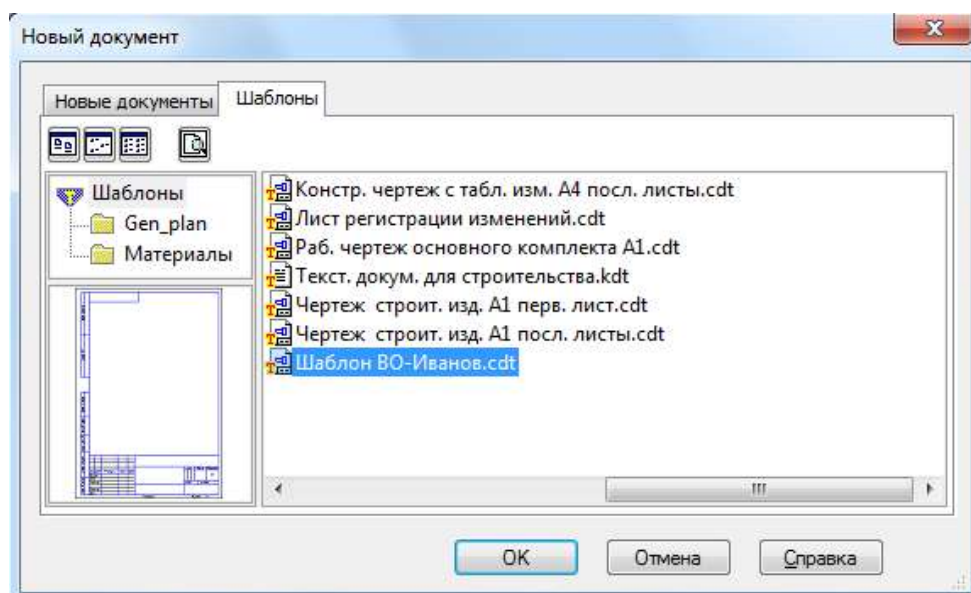 Новый документ
Новые документы Шаблоны
Шаблоны
Gen_plan
Материалы
Констр. чертеж с табл. изм. А4 посл. листы.cdt
Лист регистрации изменений.cdt
Раб. чертеж основного комплекта А1.cdt
Текст. докум. для строительства.kdt
Чертеж  строит. изд. А1 перв. лист.cdt
Чертеж  строит. изд. А1 посл. листы.cdt
Шаблон ВО-Иванов.cdt
OK Отмена Справка